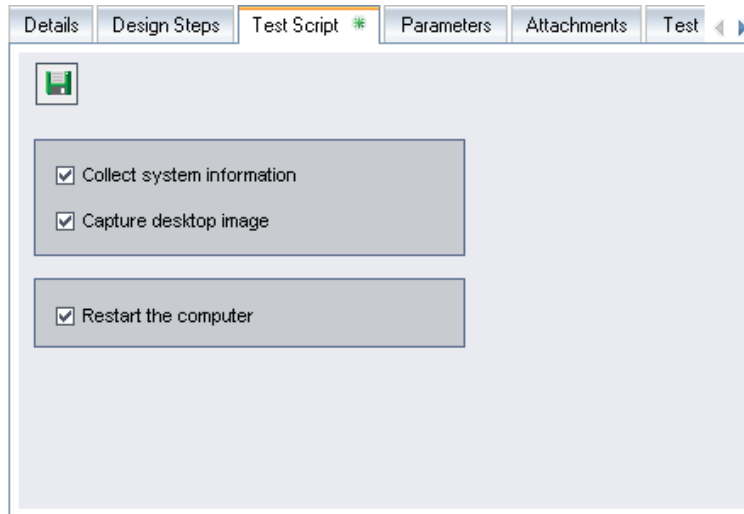 Details Design Steps Test Script Parameters Attachments Test
Collect system information
Capture desktop image
Restart the computer